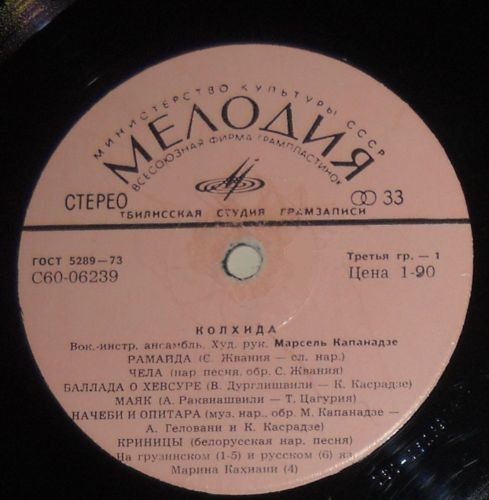 МИНИСТЕРСТВО КУЛЬТУРЫ СССР
МЕЛОДИЯ
ВСЕСОЮЗНАЯ ФИРМА ГРАМПЛАСТИНОК
СТЕРЕО
33
ТБИЛИССКАЯ СТУДИЯ ГРАМЗАПИСИ
ГОСТ 5289—73
Третья гр. — 1
С60-06239
Цена 1-90
КОЛХИДА
Вок.-инстр. ансамбль. Худ. рук. Марсель Капанадзе
РАМАИДА (С. Жвания — сл. нар.)
ЧЕЛА (нар песня, обр. С. Жвания)
БАЛЛАДА О ХЕВСУРЕ (В. Дурглишвили — К. Касрадзе)
МАЯК (А. Раквиашвили — Т. Цагурия)
НАЧЕБИ И ОПИТАРА (муз. нар., обр. М. Капанадзе —
А. Геловани и К. Касрадзе)
КРИНИЦЫ (белорусская нар. песня)
На грузинском (1-5) и русском (6) яз.
Марина Кахиани (4)